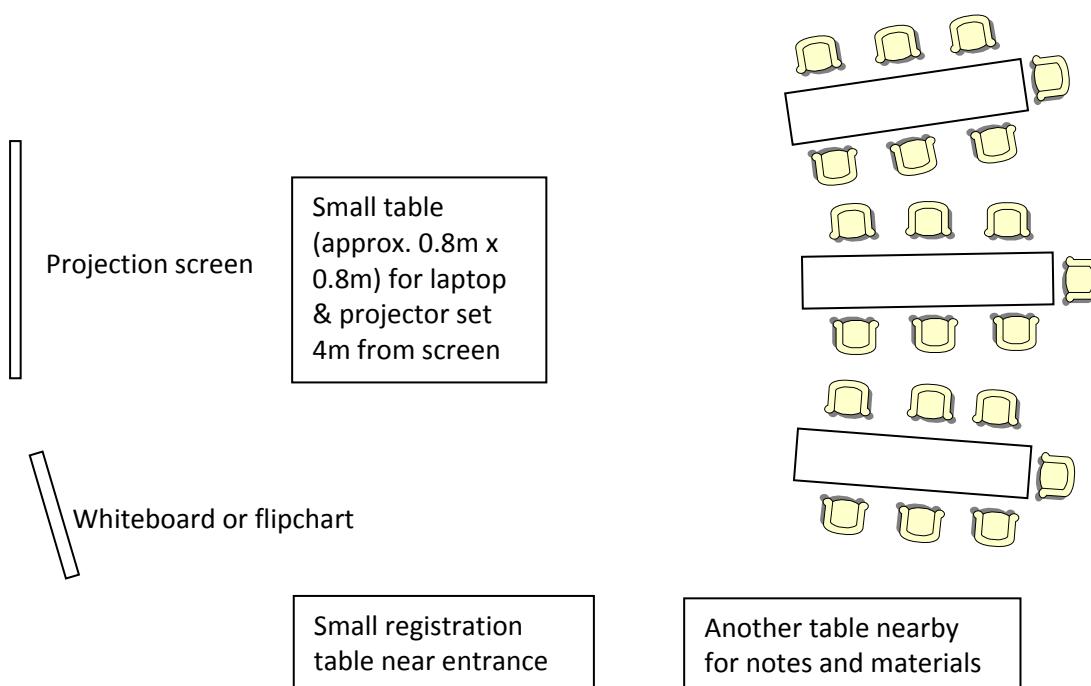 Small table
(approx. 0.8m x
0.8m) for laptop
& projector set
4m from screen
Projection screen
Whiteboard or flipchart
Small registration
table near entrance
Another table nearby
for notes and materials